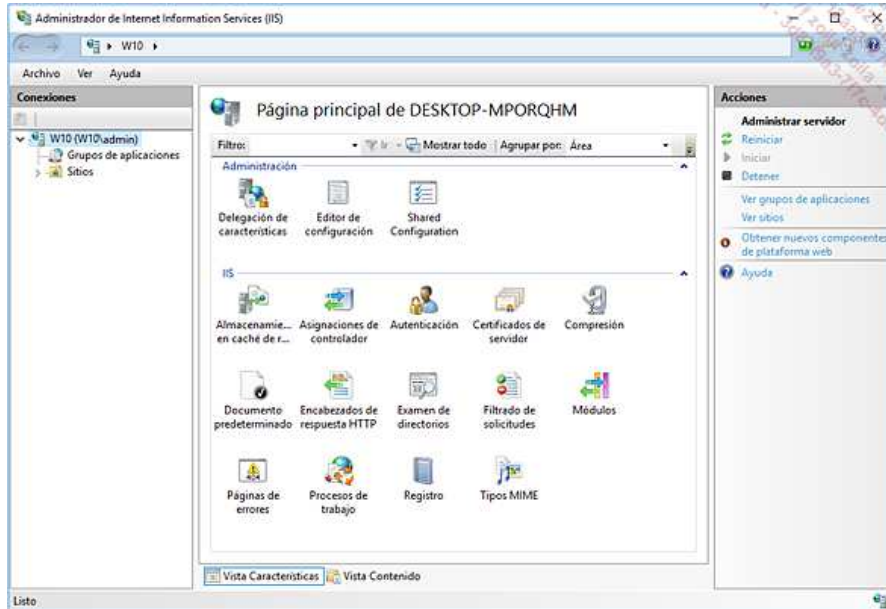 Administrador de Internet Information Services (IIS)
W10
Archivo Ver Ayuda
Conexiones
W10 (W10\admin)
Grupos de aplicaciones
Sitios
Página principal de DESKTOP-MPORQHM
Filtro: Ir Mostrar todo Agrupar por: Área
Administración
Delegación de características
Editor de configuración
Shared Configuration
IIS
Almacenamie... en caché de r...
Asignaciones de controlador
Autenticación
Certificados de servidor
Compresión
Documento predeterminado
Encabezados de respuesta HTTP
Examen de directorios
Filtrado de solicitudes
Módulos
Páginas de errores
Procesos de trabajo
Registro
Tipos MIME
Vista Características Vista Contenido
Acciones
Administrar servidor
Reiniciar
Iniciar
Detener
Ver grupos de aplicaciones
Ver sitios
Obtener nuevos componentes
de plataforma web
Ayuda
Listo